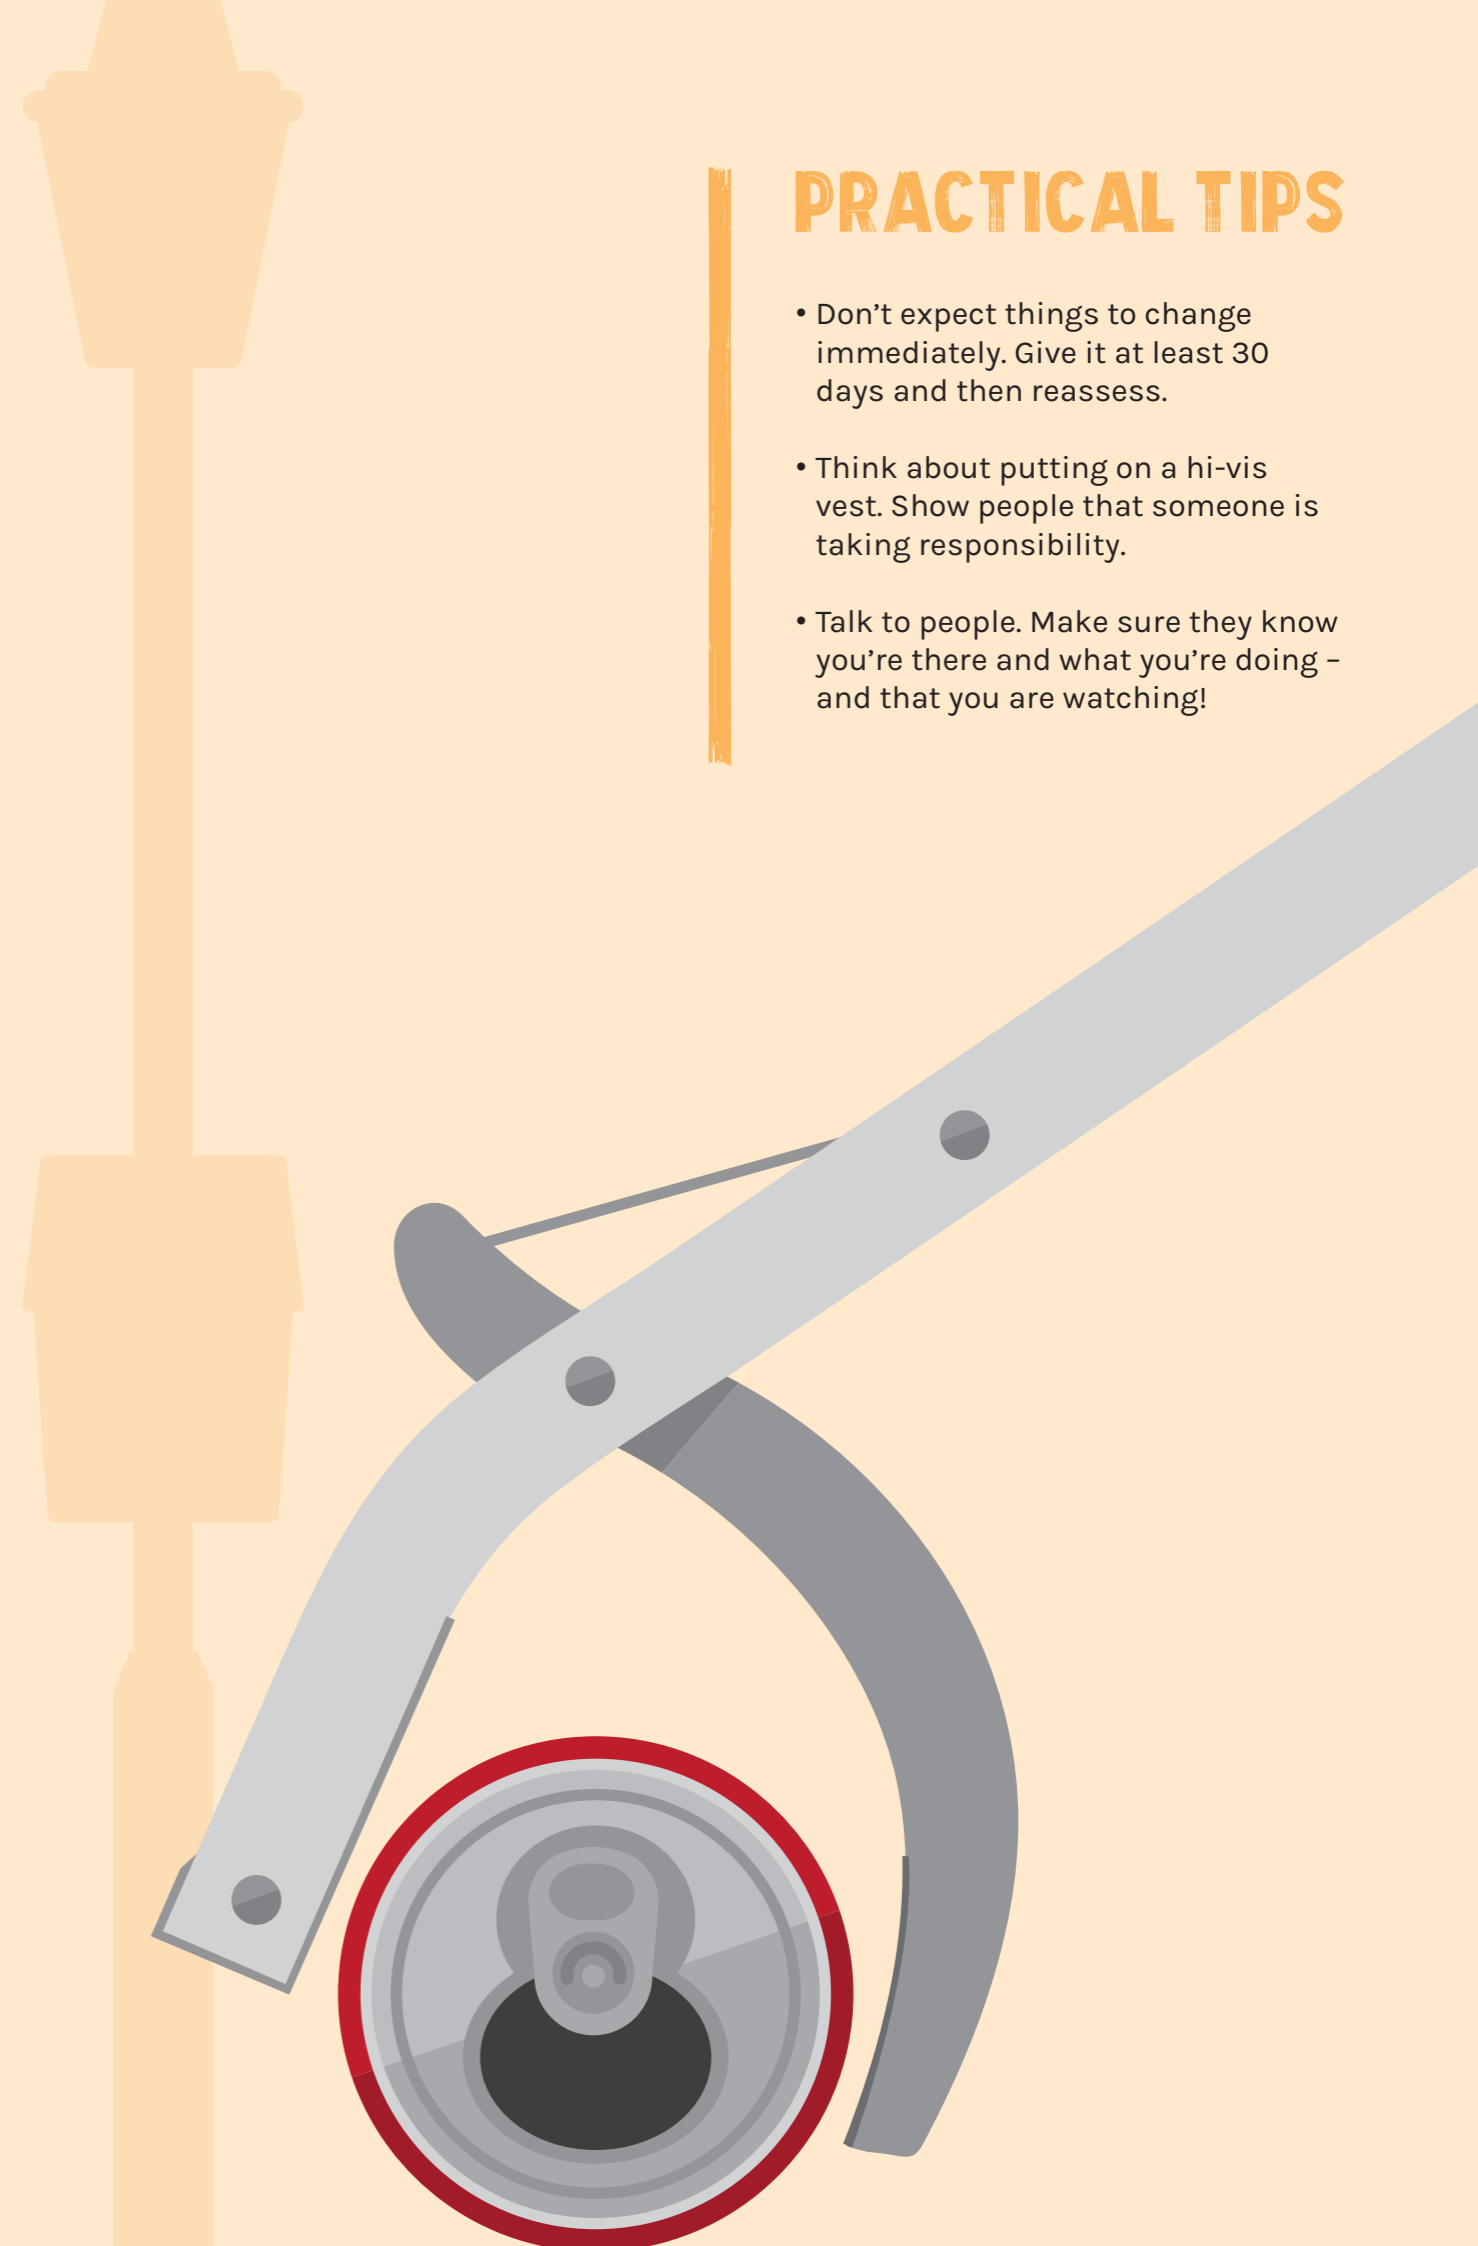 PRACTICAL TIPS
• Don’t expect things to change
immediately. Give it at least 30
days and then reassess.
• Think about putting on a hi-vis
vest. Show people that someone is
taking responsibility.
• Talk to people. Make sure they know
you’re there and what you’re doing –
and that you are watching!